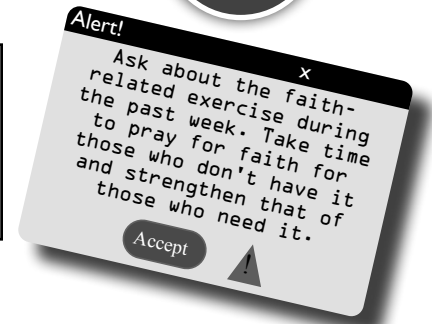 Alert!
x
Ask about the faith-
related exercise during
the past week. Take time
to pray for faith for
those who don't have it
and strengthen that of
those who need it.
Accept
!